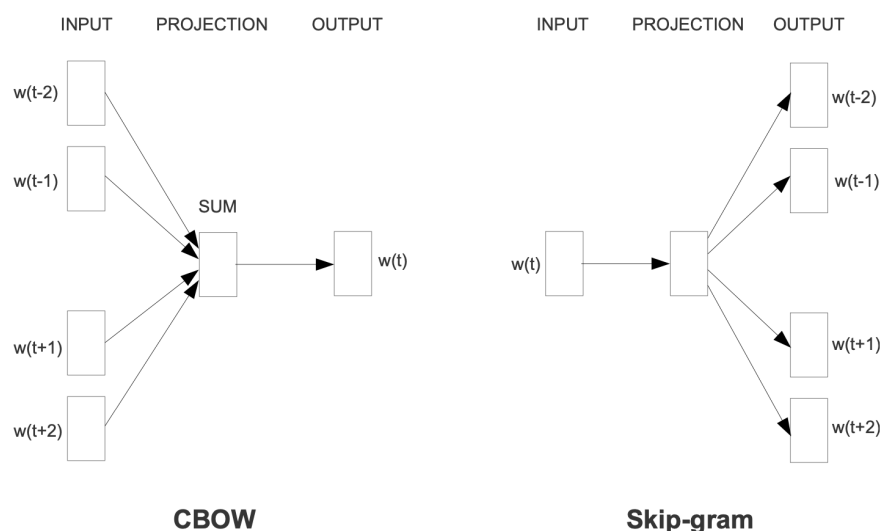 INPUT PROJECTION OUTPUT
w(t-2)
w(t-1)
SUM
w(t)
w(t+1)
w(t+2)
CBOW
INPUT PROJECTION OUTPUT
w(t-2)
w(t-1)
w(t)
w(t+1)
w(t+2)
Skip-gram